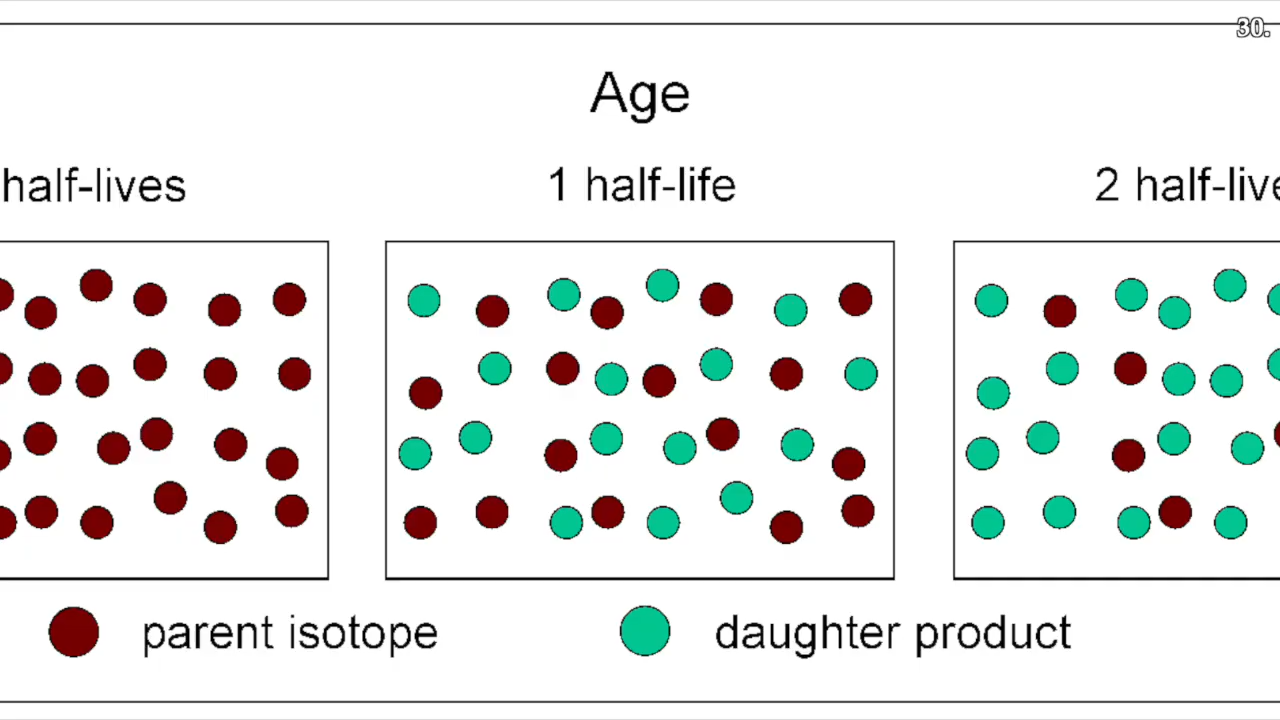 30.
Age
half-lives
1 half-life
2 half-live
parent isotope
daughter product